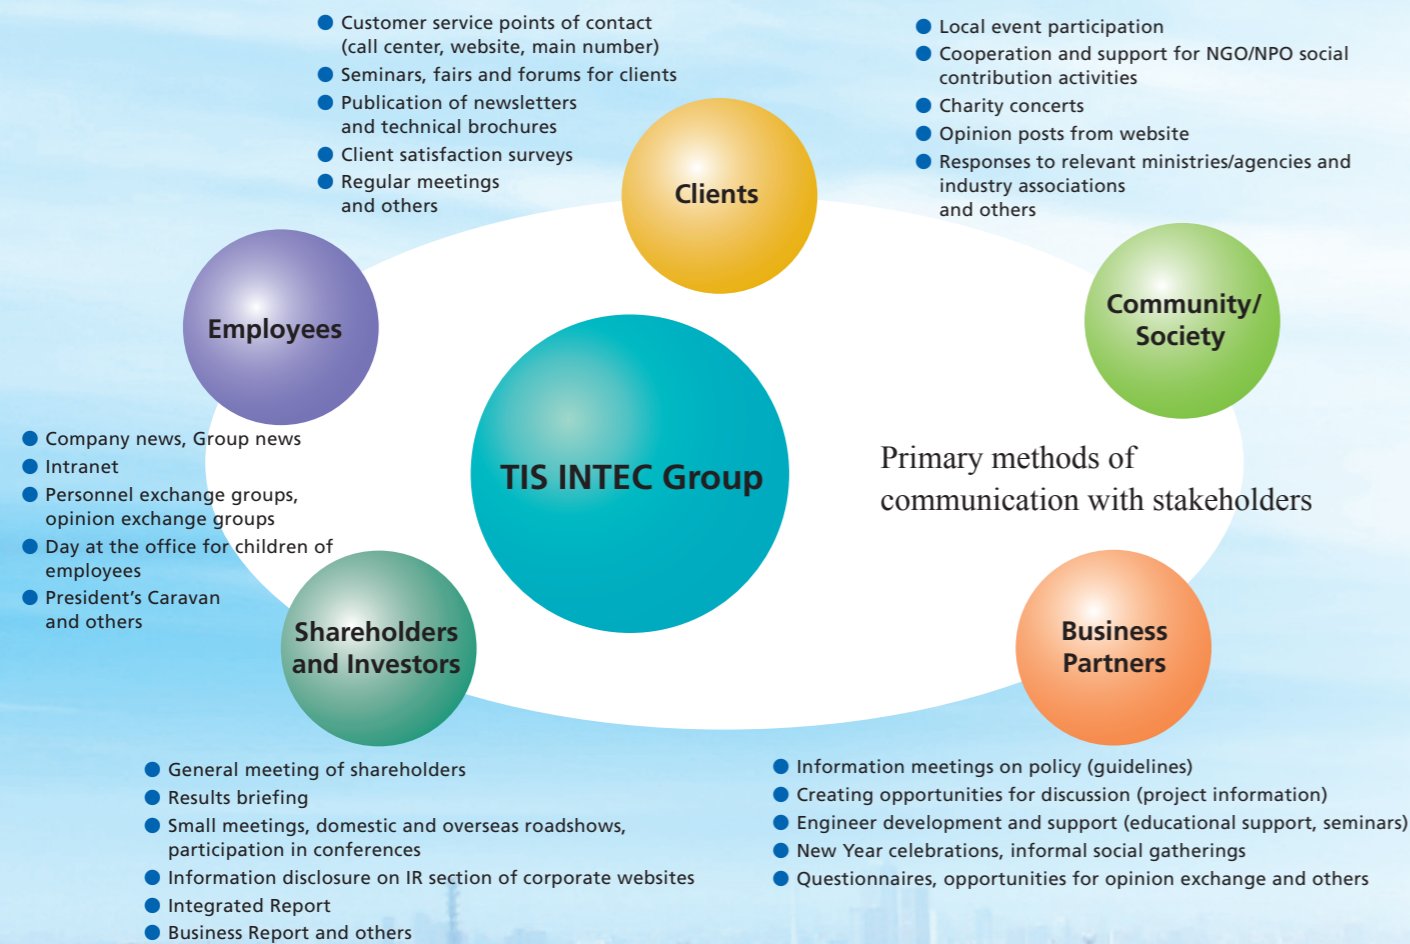 ● Customer service points of contact
(call center, website, main number)
● Seminars, fairs and forums for clients
● Publication of newsletters
and technical brochures
● Client satisfaction surveys
● Regular meetings
and others
● Local event participation
● Cooperation and support for NGO/NPO social
contribution activities
● Charity concerts
● Opinion posts from website
● Responses to relevant ministries/agencies and
industry associations
and others
Clients
Employees
Community/
Society
● Company news, Group news
● Intranet
● Personnel exchange groups,
opinion exchange groups
● Day at the office for children of
employees
● President's Caravan
and others
TIS INTEC Group
Primary methods of
communication with stakeholders
Shareholders
and Investors
Business
Partners
● General meeting of shareholders
● Results briefing
● Small meetings, domestic and overseas roadshows,
participation in conferences
● Information disclosure on IR section of corporate websites
● Integrated Report
● Business Report and others
● Information meetings on policy (guidelines)
● Creating opportunities for discussion (project information)
● Engineer development and support (educational support, seminars)
● New Year celebrations, informal social gatherings
● Questionnaires, opportunities for opinion exchange and others